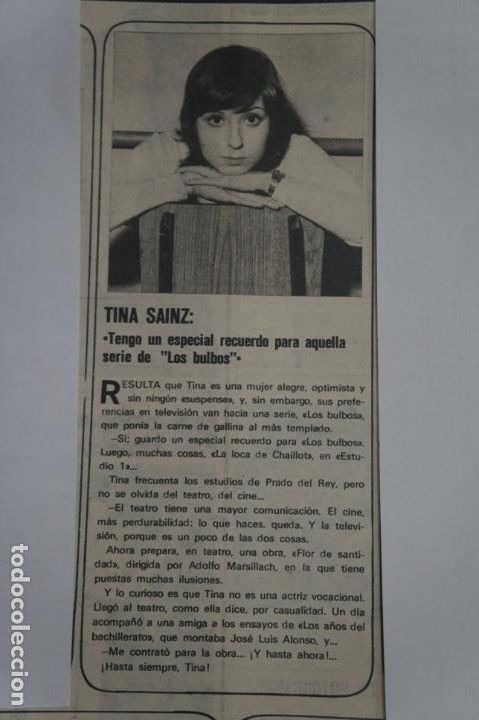 TINA SAINZ:
«Tengo un especial recuerdo para aquella
serie de "Los bulbos"»
RESULTA que Tina es una mujer alegre, optimista y
sin ningún «suspense», y, sin embargo, sus prefe-
rencias en televisión van hacia una serie, «Los bulbos»,
que ponía la carne de gallina al más templado.
—Sí; guardo un especial recuerdo para «Los bulbos».
Luego, muchas cosas, «La loca de Chaillot», en «Estu-
dio 1»...
Tina frecuenta los estudios de Prado del Rey, pero
no se olvida del teatro, del cine...
—El teatro tiene una mayor comunicación. El cine,
más perdurabilidad: lo que haces, queda. Y la televi-
sión, porque es un poco de las dos cosas.
Ahora prepara, en teatro, una obra, «Flor de santi-
dad», dirigida por Adolfo Marsillach, en la que tiene
puestas muchas ilusiones.
Y lo curioso es que Tina no es una actriz vocacional.
Llegó al teatro, como ella dice, por casualidad. Un día
acompañó a una amiga a los ensayos de «Los años del
bachillerato», que montaba José Luis Alonso, y...
—Me contrató para la obra... ¡Y hasta ahora!...
¡Hasta siempre, Tina!
todocoleccion